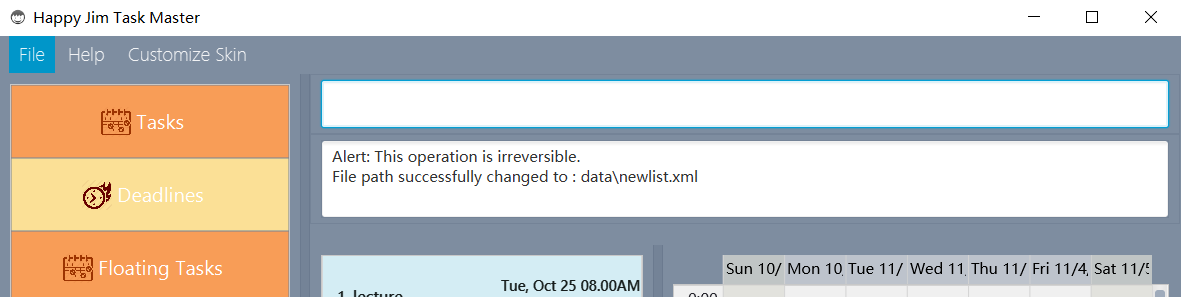 Happy Jim Task Master
File Help Customize Skin
Tasks
Deadlines
Floating Tasks
Alert: This operation is irreversible.
File path successfully changed to : data\newlist.xml
Tue, Oct 25 08.00AM
1. lecture
Sun 10/ Mon 10, Tue 11/ Wed 11, Thu 11/ Fri 11/4, Sat 11/5
0:00